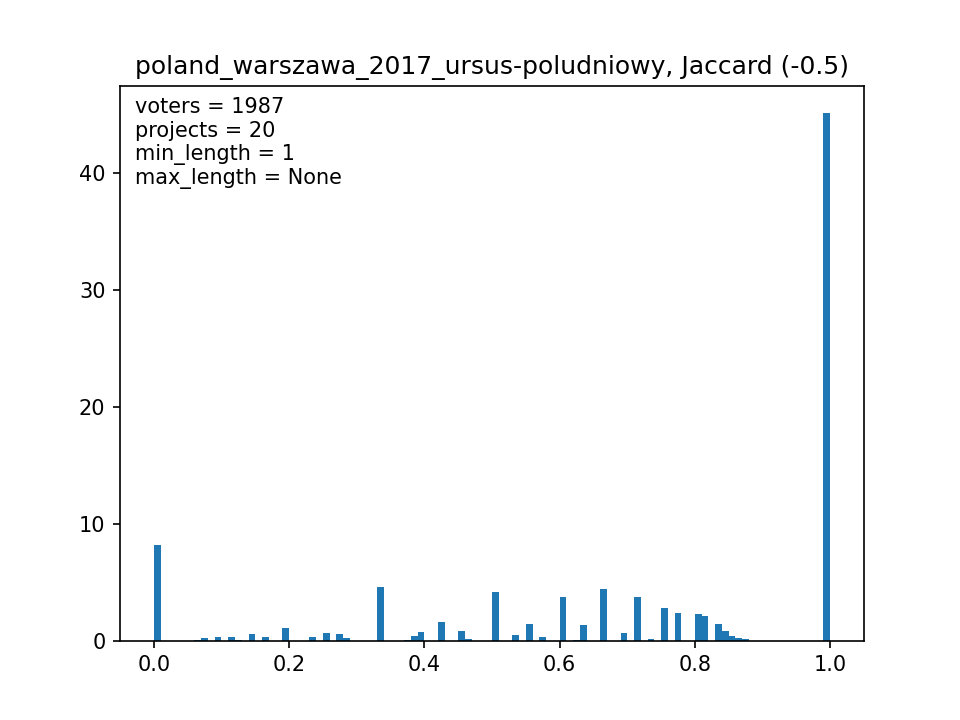 poland_warszawa_2017_ursus-poludniowy, Jaccard (-0.5)
voters = 1987
projects = 20
min_length = 1
max_length = None
40
30
20
10
0
0.0 0.2 0.4 0.6 0.8 1.0